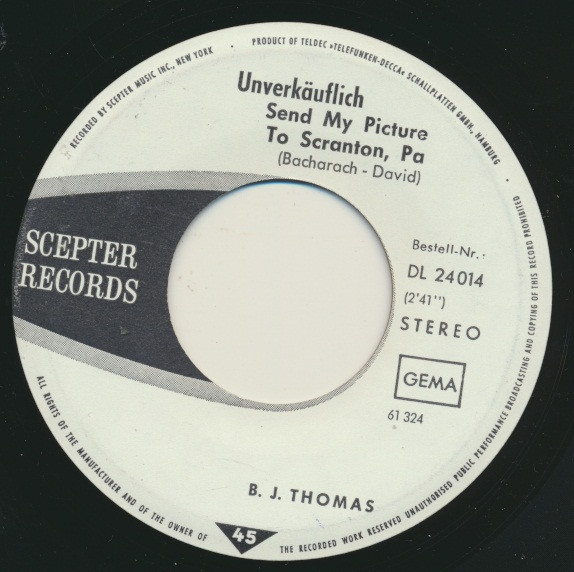 RECORDED BY SCEPTER MUSIC INC., NEW YORK · PRODUCT OF TELDEC »TELEFUNKEN-DECCA« SCHALLPLATTEN GMBH., HAMBURG ·
Unverkäuflich
Send My Picture
To Scranton, Pa
(Bacharach - David)
SCEPTER
RECORDS
Bestell-Nr.:
DL 24 014
(2'41'')
STEREO
GEMA
61 324
B. J. THOMAS
45
ALL RIGHTS OF THE MANUFACTURER AND OF THE OWNER OF THE RECORDED WORK RESERVED UNAUTHORISED PUBLIC PERFORMANCE BROADCASTING AND COPYING OF THIS RECORD PROHIBITED